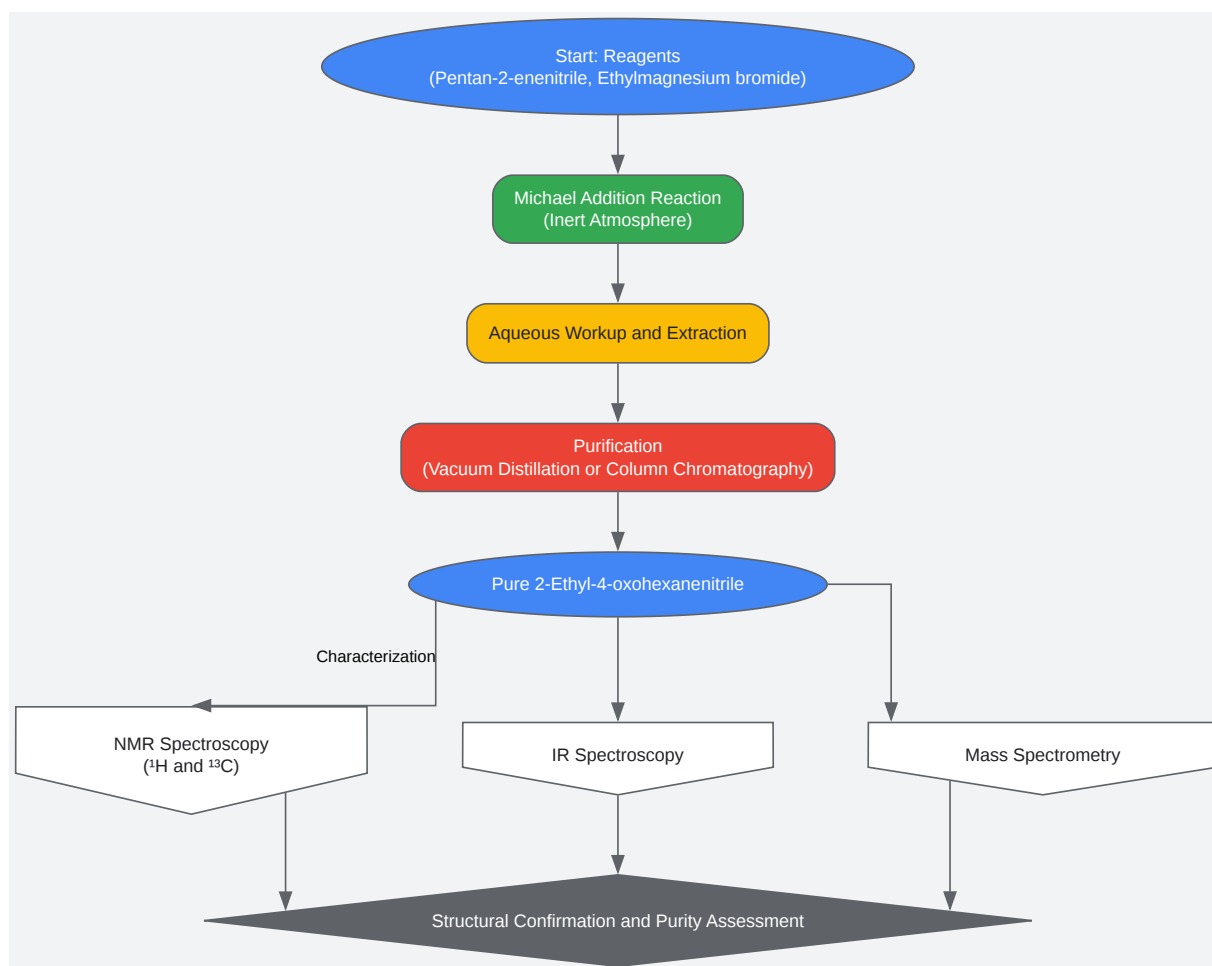 Start: Reagents
(Pentan-2-enenitrile, Ethylmagnesium bromide)
Michael Addition Reaction
(Inert Atmosphere)
Aqueous Workup and Extraction
Purification
(Vacuum Distillation or Column Chromatography)
Pure 2-Ethyl-4-oxohexanenitrile
Characterization
NMR Spectroscopy
(¹H and ¹³C)
IR Spectroscopy
Mass Spectrometry
Structural Confirmation and Purity Assessment